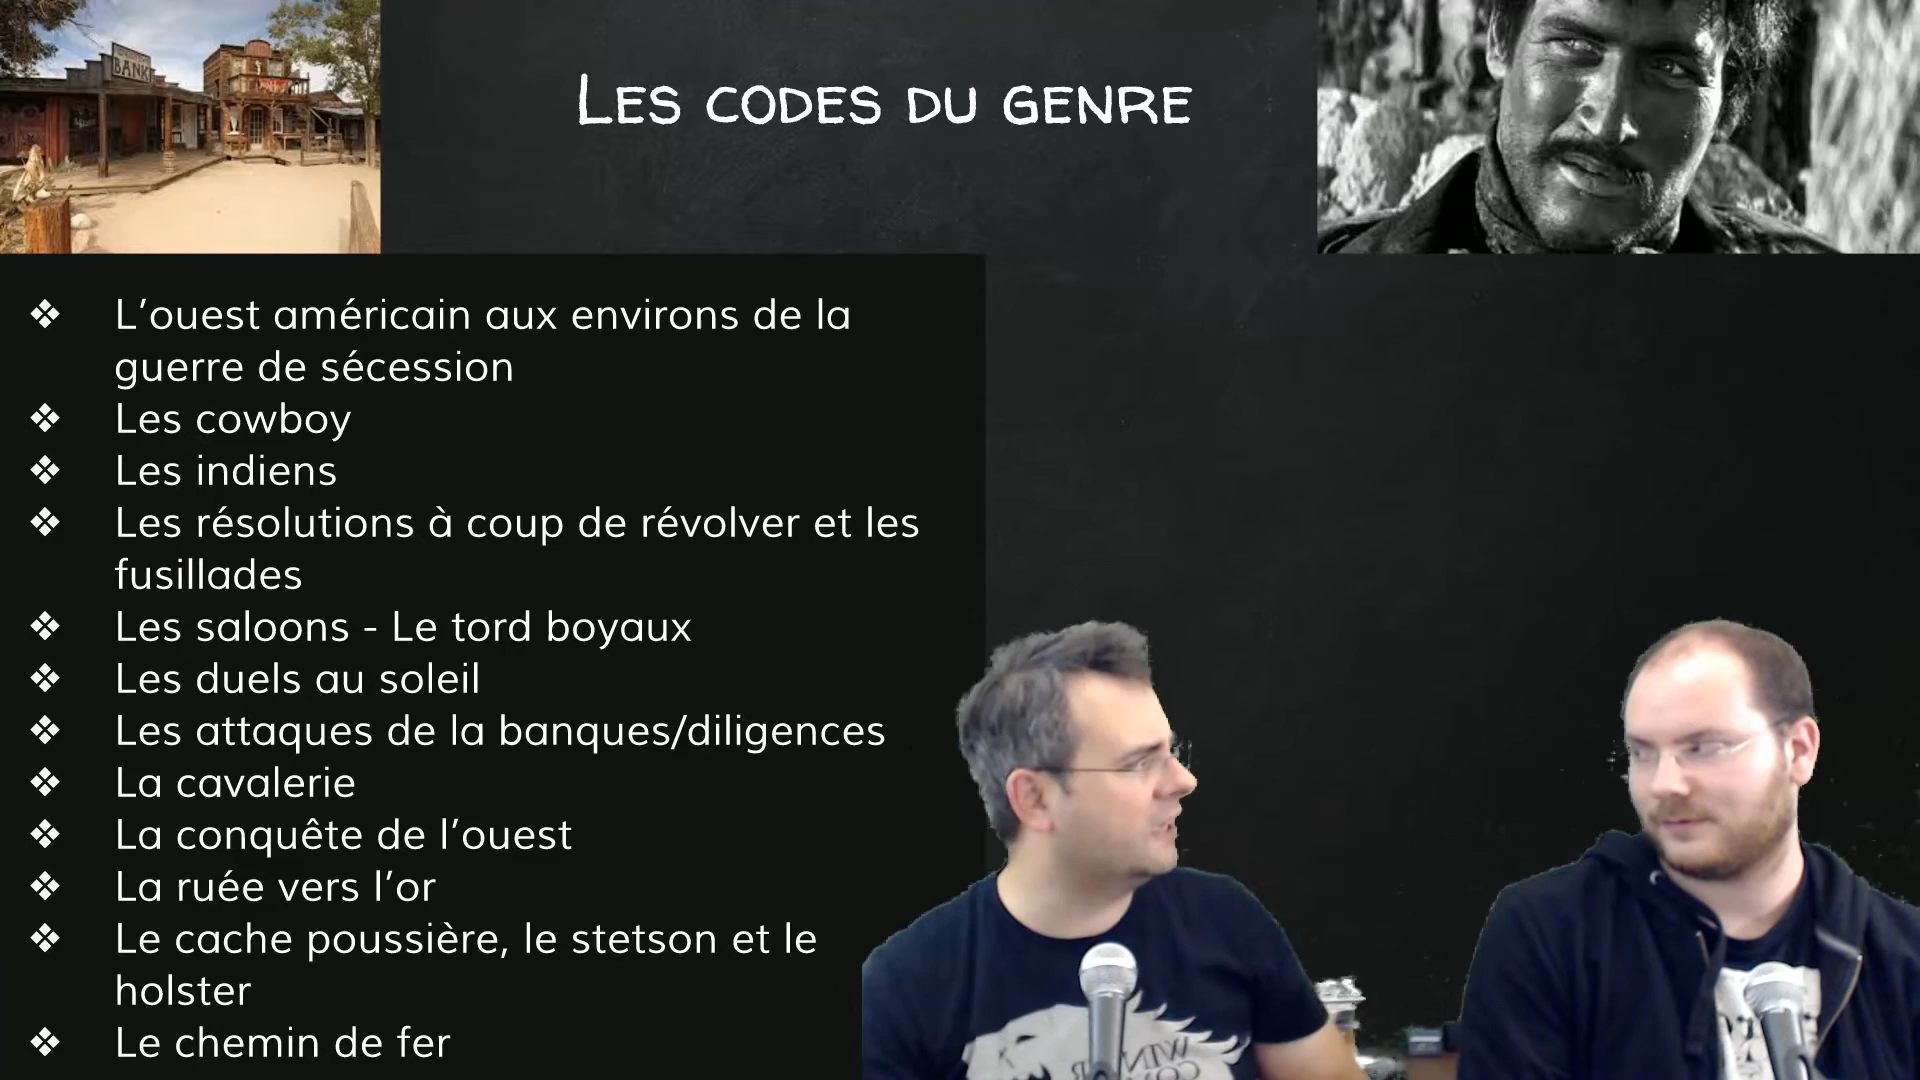 BANK
LES CODES DU GENRE
L’ouest américain aux environs de la
guerre de sécession
Les cowboy
Les indiens
Les résolutions à coup de révolver et les
fusillades
Les saloons - Le tord boyaux
Les duels au soleil
Les attaques de la banques/diligences
La cavalerie
La conquête de l’ouest
La ruée vers l’or
Le cache poussière, le stetson et le
holster
Le chemin de fer